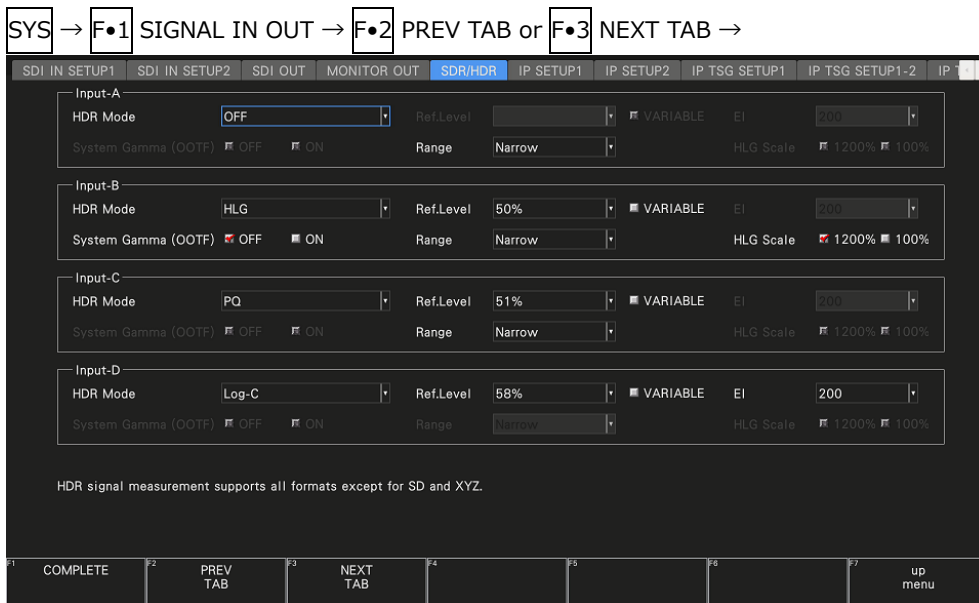 SYS → F•1 SIGNAL IN OUT → F•2 PREV TAB or F•3 NEXT TAB →
SDI IN SETUP1 SDI IN SETUP2 SDI OUT MONITOR OUT SDR/HDR IP SETUP1 IP SETUP2 IP TSG SETUP1 IP TSG SETUP1-2 IP
Input-A
HDR Mode OFF Ref.Level VARIABLE EI 200
System Gamma (OOTF) OFF ON Range Narrow HLG Scale 1200% 100%
Input-B
HDR Mode HLG Ref.Level 50% VARIABLE EI 200
System Gamma (OOTF) OFF ON Range Narrow HLG Scale 1200% 100%
Input-C
HDR Mode PQ Ref.Level 51% VARIABLE EI 200
System Gamma (OOTF) OFF ON Range Narrow HLG Scale 1200% 100%
Input-D
HDR Mode Log-C Ref.Level 58% VARIABLE EI 200
System Gamma (OOTF) OFF ON Range Narrow HLG Scale 1200% 100%
HDR signal measurement supports all formats except for SD and XYZ.
F1 COMPLETE F2 PREV TAB F3 NEXT TAB F4 F5 F6 F7 up menu